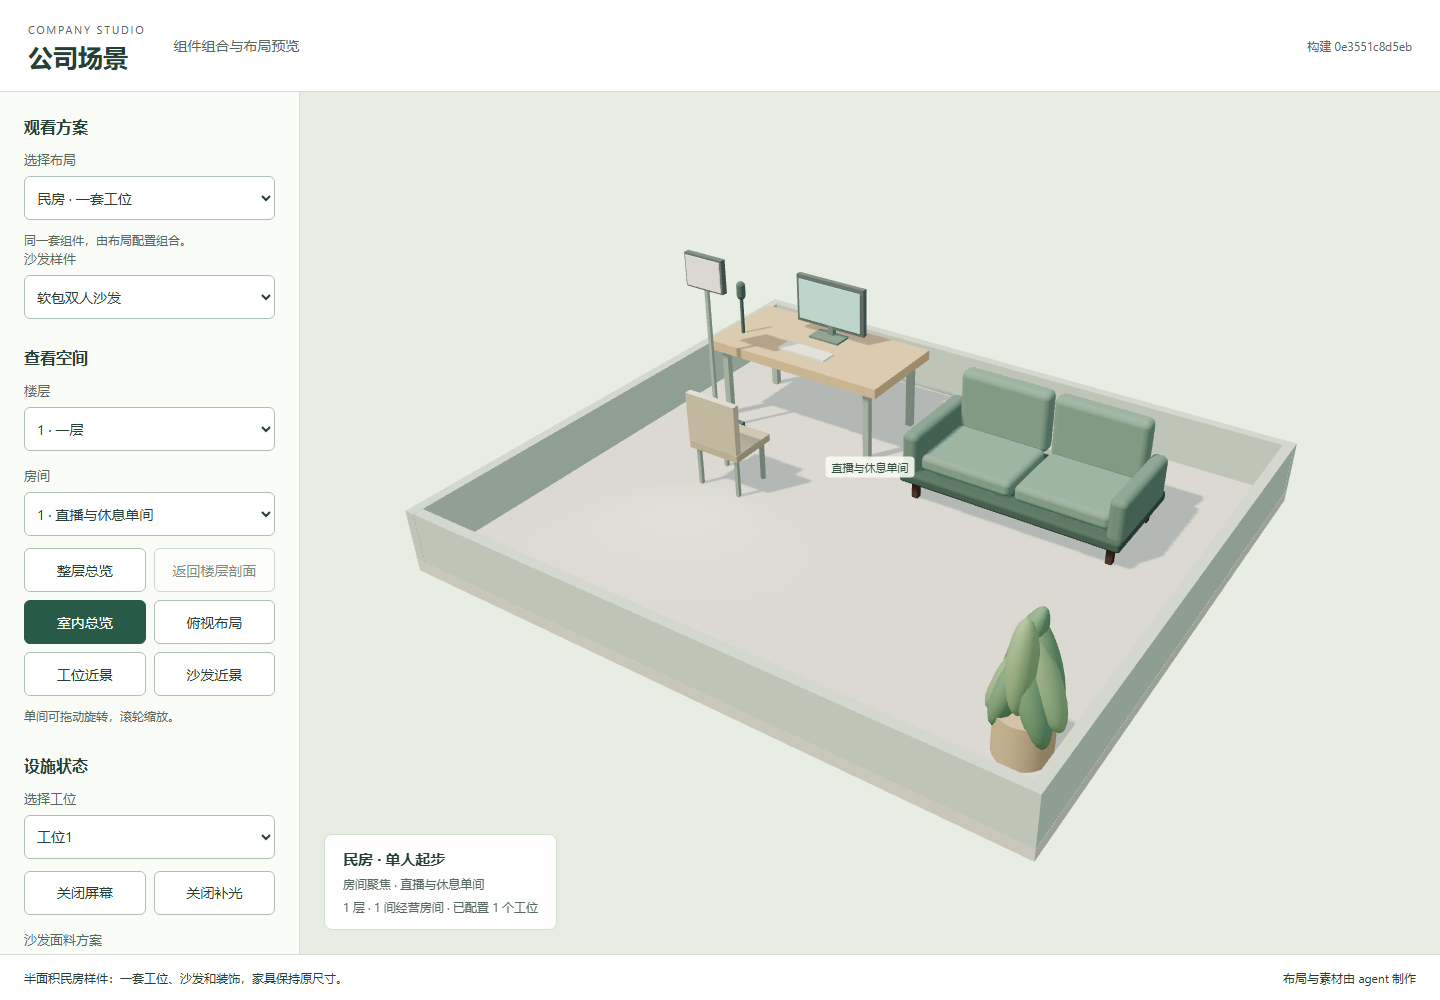 COMPANY STUDIO
公司场景
组件组合与布局预览
构建 0e3551c8d5eb
观看方案
选择布局
民房 · 一套工位
同一套组件，由布局配置组合。
沙发样件
软包双人沙发
查看空间
楼层
1 · 一层
房间
1 · 直播与休息单间
整层总览
返回楼层剖面
室内总览
俯视布局
工位近景
沙发近景
单间可拖动旋转，滚轮缩放。
设施状态
选择工位
工位1
关闭屏幕
关闭补光
沙发面料方案
直播与休息单间
民房 · 单人起步
房间聚焦 · 直播与休息单间
1 层 · 1 间经营房间 · 已配置 1 个工位
半面积民房样件：一套工位、沙发和装饰，家具保持原尺寸。
布局与素材由 agent 制作